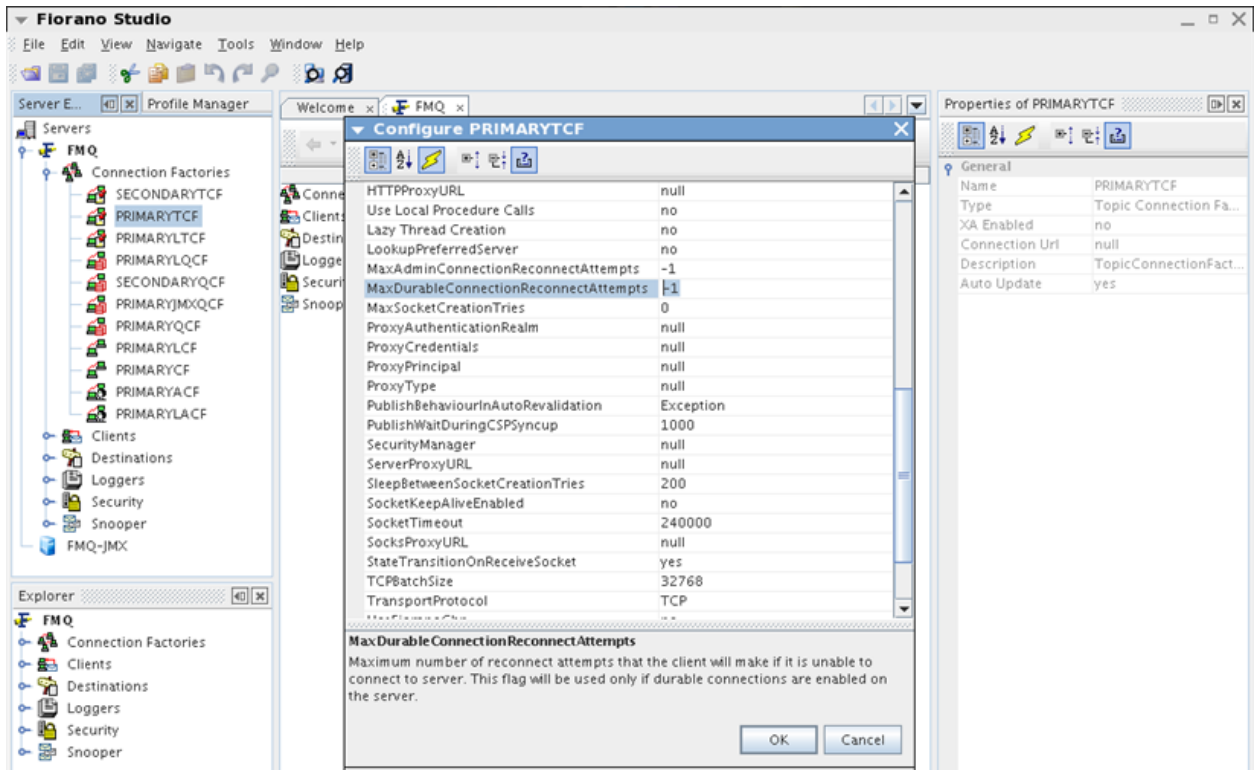 Fiorano Studio
File Edit View Navigate Tools Window Help
Server E... Profile Manager
Servers
FMQ
Connection Factories
SECONDARYTCF
PRIMARYTCF
PRIMARYLTCF
PRIMARYLQCF
SECONDARYQCF
PRIMARYJMXQCF
PRIMARYQCF
PRIMARYLCF
PRIMARYCF
PRIMARYACF
PRIMARYLACF
Clients
Destinations
Loggers
Security
Snooper
FMQ-JMX
Explorer
FMQ
Connection Factories
Clients
Destinations
Loggers
Security
Snooper
Welcome FMQ
Conne
Clients
Destin
Logge
Securi
Snoop
Configure PRIMARYTCF
HTTPProxyURL null
Use Local Procedure Calls no
Lazy Thread Creation no
LookupPreferredServer no
MaxAdminConnectionReconnectAttempts -1
MaxDurableConnectionReconnectAttempts -1
MaxSocketCreationTries 0
ProxyAuthenticationRealm null
ProxyCredentials null
ProxyPrincipal null
ProxyType null
PublishBehaviourInAutoRevalidation Exception
PublishWaitDuringCSPSyncup 1000
SecurityManager null
ServerProxyURL null
SleepBetweenSocketCreationTries 200
SocketKeepAliveEnabled no
SocketTimeout 240000
SocksProxyURL null
StateTransitionOnReceiveSocket yes
TCPBatchSize 32768
TransportProtocol TCP
MaxDurableConnectionReconnectAttempts
Maximum number of reconnect attempts that the client will make if it is unable to
connect to server. This flag will be used only if durable connections are enabled on
the server.
OK Cancel
Properties of PRIMARYTCF
General
Name PRIMARYTCF
Type Topic Connection Fa...
XA Enabled no
Connection Url null
Description TopicConnectionFact...
Auto Update yes